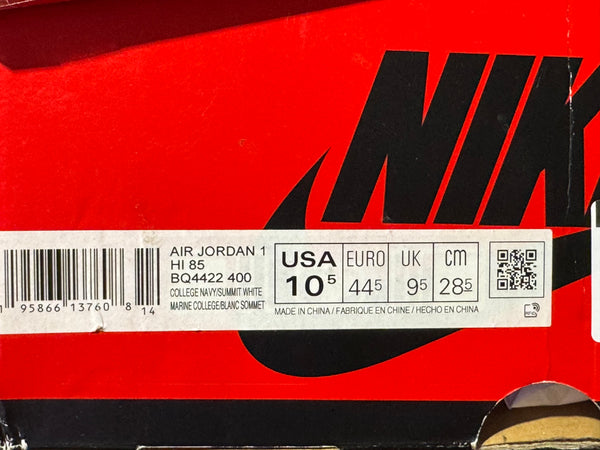 NIK
AIR JORDAN 1
HI 85
BQ4422 400
COLLEGE NAVY/SUMMIT WHITE
MARINE COLLEGE/BLANC SOMMET
USA EURO UK cm
10⁵ 44⁵ 9⁵ 28⁵
MADE IN CHINA / FABRIQUE EN CHINE / HECHO EN CHINA
1 95866 13760 8 14